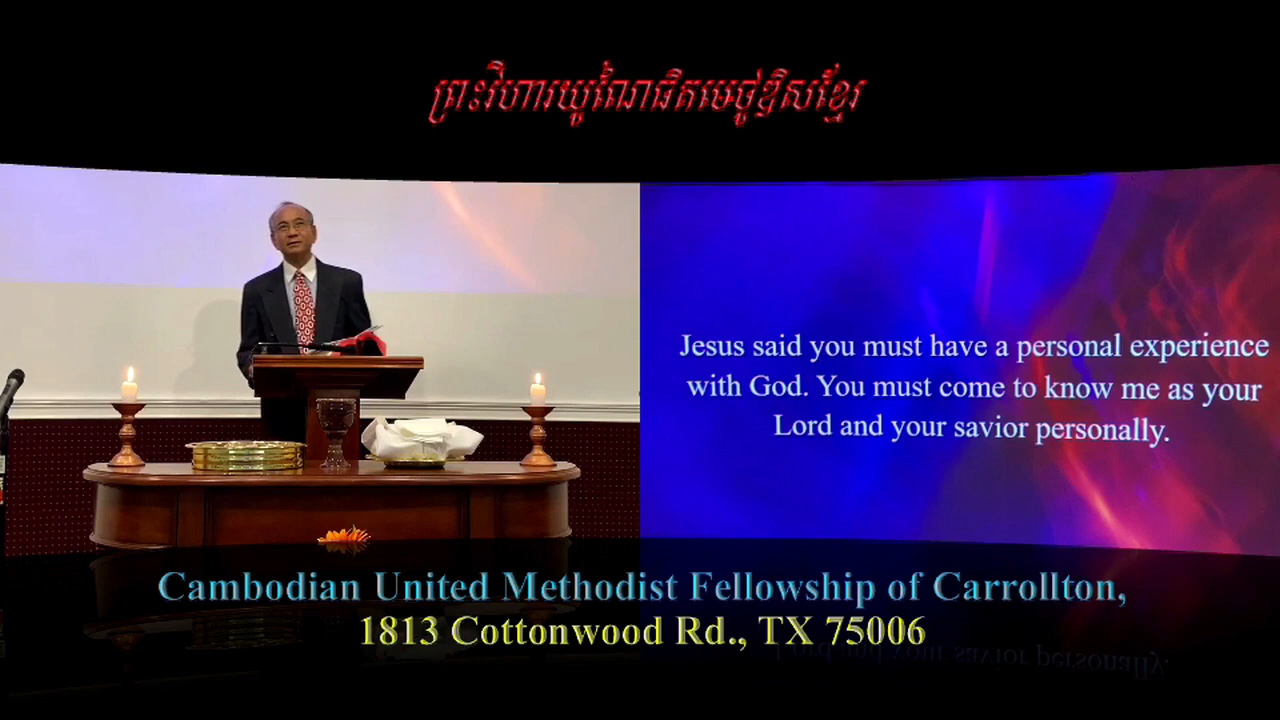 ព្រះវិហារយូណៃធិតមេថូឌីសខ្មែរ
Jesus said you must have a personal experience
with God. You must come to know me as your
Lord and your savior personally.
Cambodian United Methodist Fellowship of Carrollton,
1813 Cottonwood Rd., TX 75006